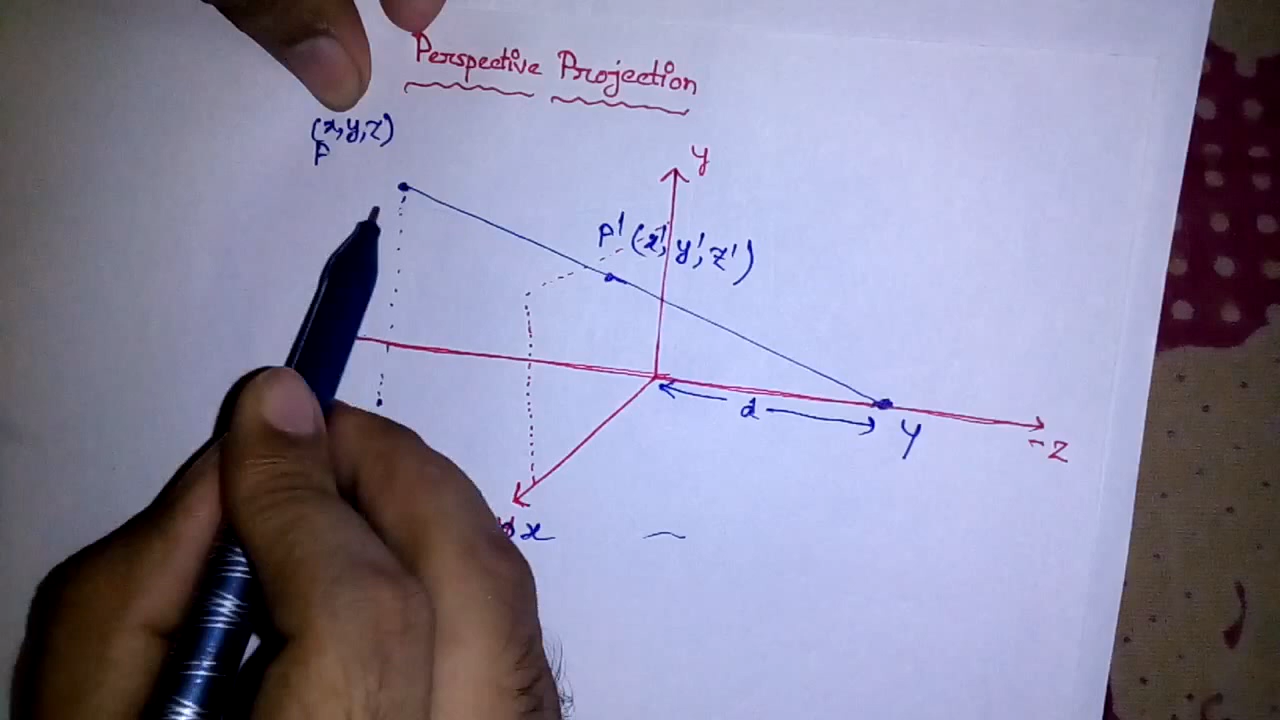 Perspective Projection
(x,y,z)
P
y
P' (x', y', z')
d
y
-z
x